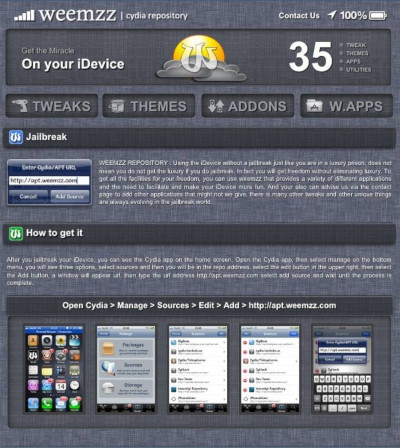 weemzz | cydia repository
Contact Us 100%
Get the Miracle
On your iDevice
35
TWEAK
THEMES
APPS
UTILITIES
TWEAKS THEMES ADDONS W.APPS
Jailbreak
Enter Cydia/APT URL
http://apt.weemzz.com
Cancel Add Source
WEEMZZ REPOSITORY : Using the iDevice without a jailbreak just like you are in a luxury prison, does not
mean you do not get the luxury if you do jailbreak. In fact you will get freedom without eliminating luxury. To
get all the facilities for your freedom, you can use weemzz that provides a variety of different applications
and the need to facilitate and make your iDevice more fun. And your also can advise us via the contact
page to add other applications that might not we give, there is many other tweaks and other unique things
are always evolving in the jailbreak world.
How to get it
After you jailbreak your iDevice, you can see the Cydia app on the home screen. Open the Cydia app, then select manage on the bottom
menu, you will see three options, select sources and then you will be in the repo address, select the edit button in the upper right, then select
the Add button, a window will appear url, then type the url address http://apt.weemzz.com select add source and wait until the process is
complete.
Open Cydia > Manage > Sources > Edit > Add > http://apt.weemzz.com
Packages
Sources
Storage
Enter Cydia/APT URL
http://apt.weemzz.com